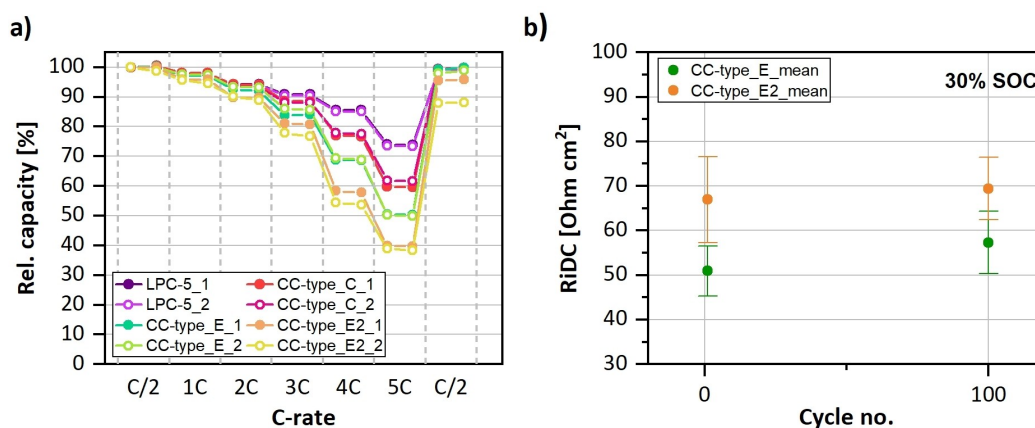 a)
Rel. capacity [%]
100
90
80
70
60
50
40
30
20
10
0
LPC-5_1
LPC-5_2
CC-type_E_1
CC-type_E_2
CC-type_C_1
CC-type_C_2
CC-type_E2_1
CC-type_E2_2
C/2 1C 2C 3C 4C 5C C/2
C-rate
b)
RiDC [Ohm cm²]
100
90
80
70
60
50
40
30
CC-type_E_mean
CC-type_E2_mean
30% SOC
0 100
Cycle no.